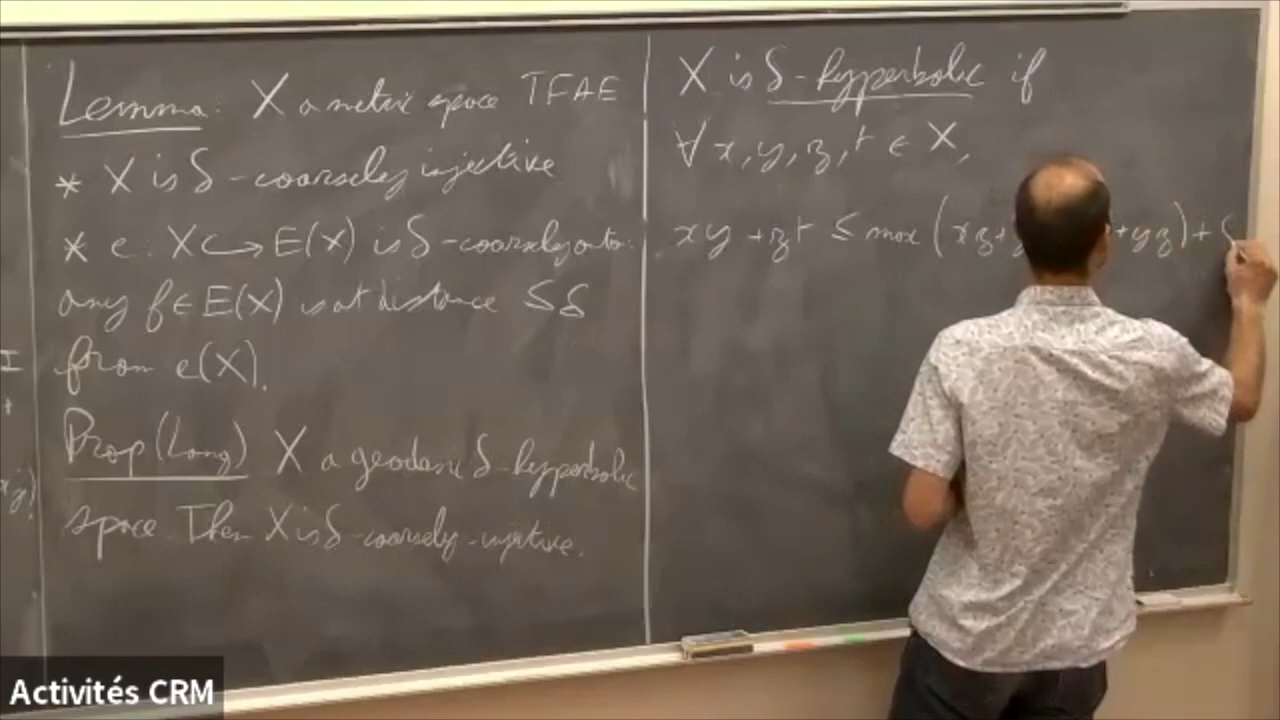 Lemma: X a metric space TFAE
* X is δ-coarsely injective
* e: X↪E(X) is δ-coarsely onto:
any f ∈ E(X) is at distance ≤δ
from e(X).
Prop (Lang) X a geodesic δ-hyperbolic
space. Then X is δ-coarsely-injective.
X is δ-hyperbolic if
∀ x, y, z, t ∈ X,
xy + zt ≤ max (xz+ +yz) + δ
Activités CRM